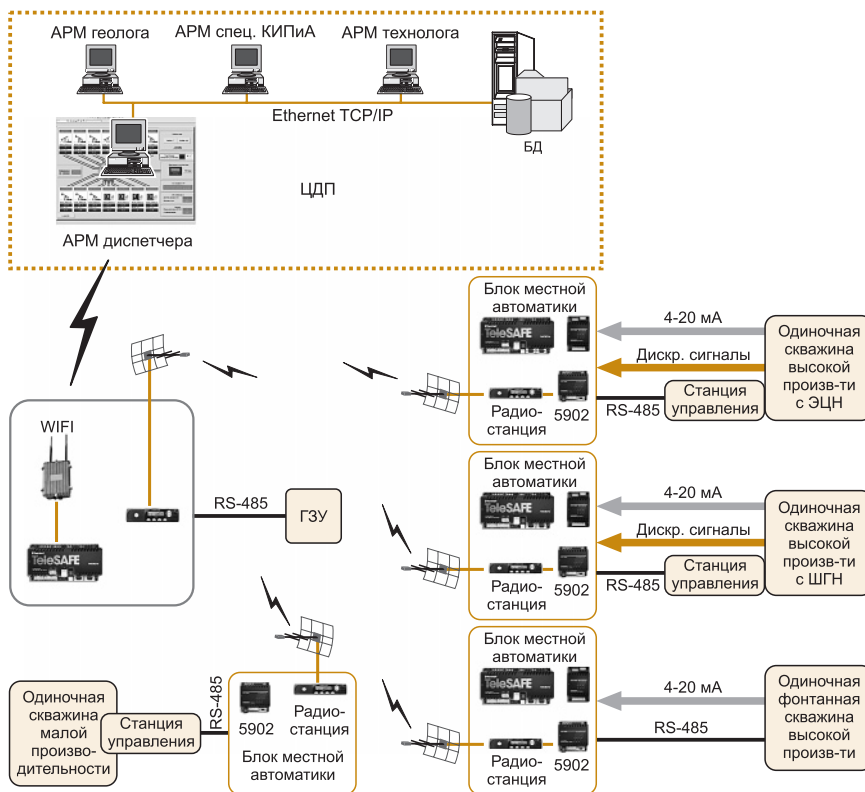 АРМ геолога
АРМ спец. КИПиА
АРМ технолога
Ethernet TCP/IP
БД
ЦДП
АРМ диспетчера
WIFI
TeleSAFE
RS-485
ГЗУ
Блок местной
автоматики
TeleSAFE
Радио-
станция
5902
4-20 мА
Дискр. сигналы
RS-485
Станция
управления
Одиночная
скважина
высокой
произв-ти
с ЭЦН
Блок местной
автоматики
TeleSAFE
Радио-
станция
5902
4-20 мА
Дискр. сигналы
RS-485
Станция
управления
Одиночная
скважина
высокой
произв-ти
с ШГН
Блок местной
автоматики
TeleSAFE
Радио-
станция
5902
4-20 мА
RS-485
Одиночная
фонтанная
скважина
высокой
произв-ти
Одиночная
скважина
малой
произво-
дительности
Станция
управления
RS-485
5902
Радио-
станция
Блок местной
автоматики